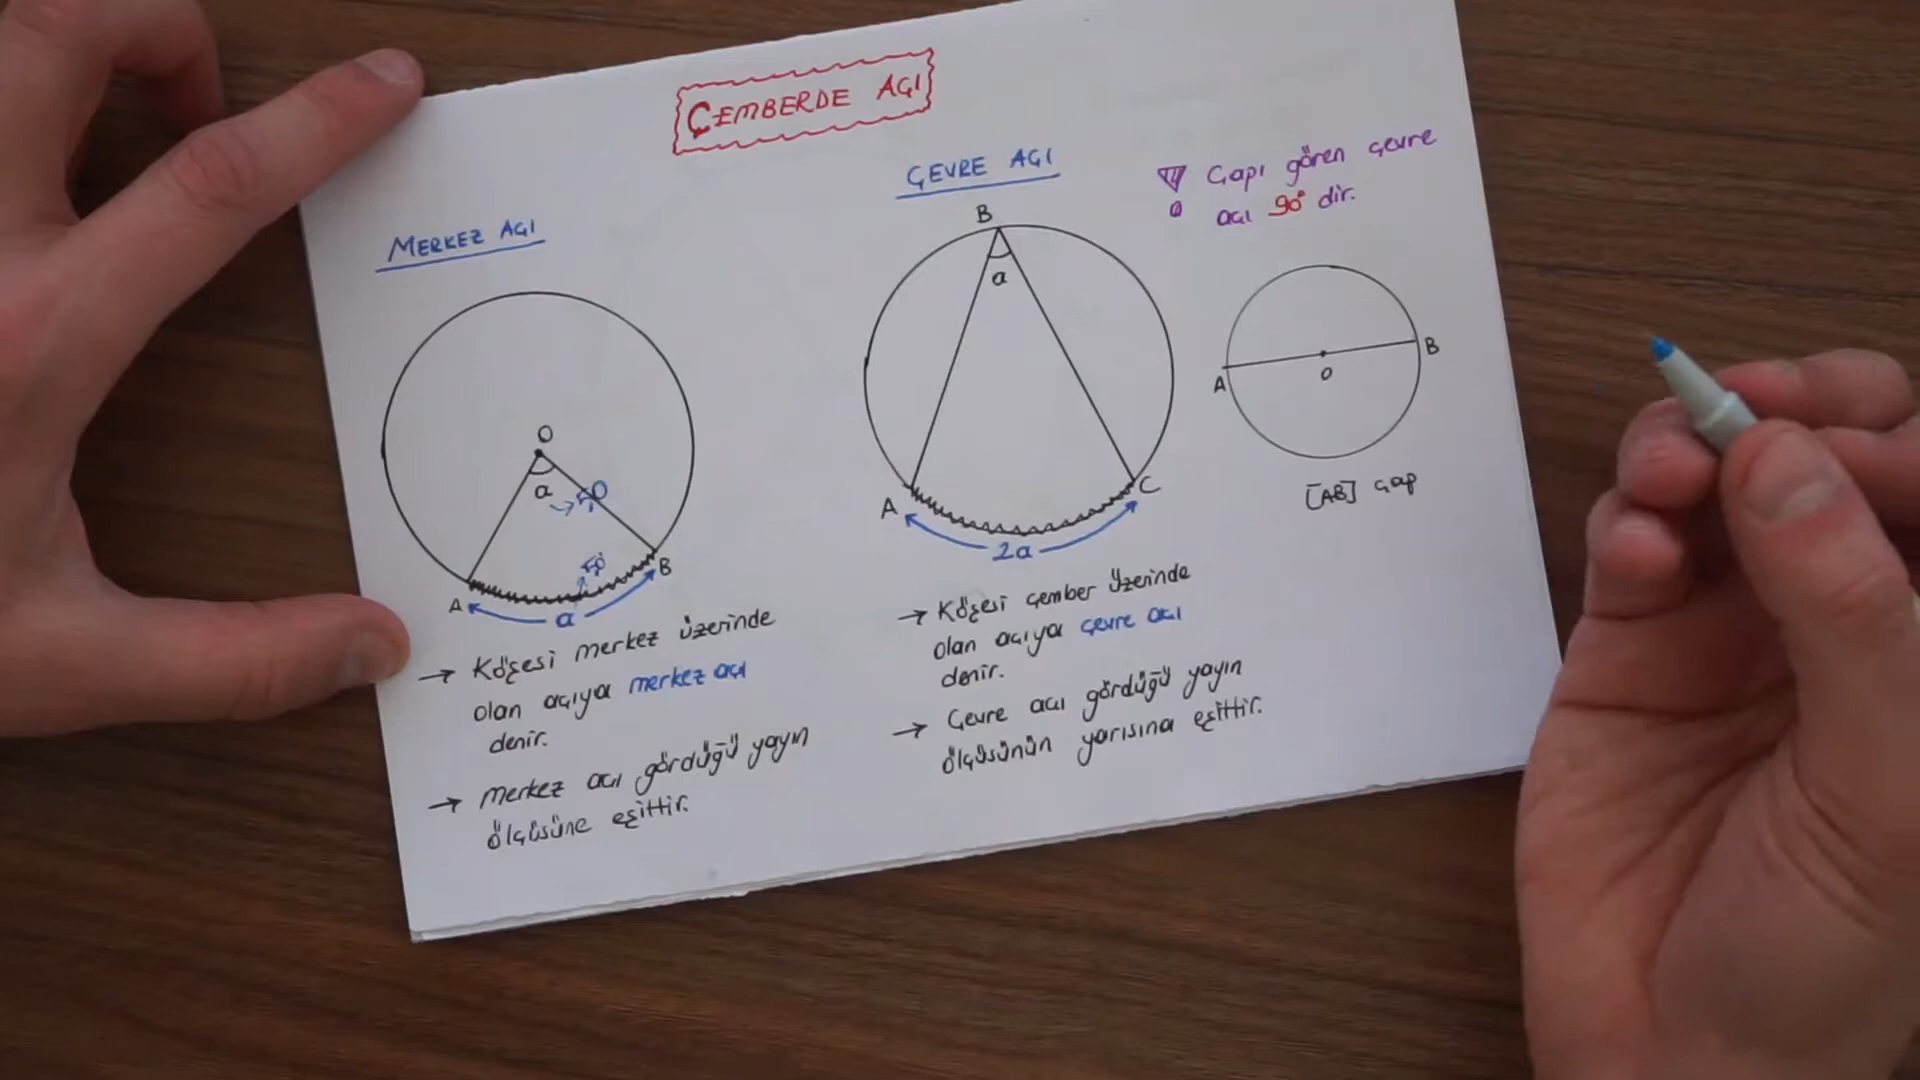 ÇEMBERDE AÇI
MERKEZ AÇI
O
a
→ 50
50
A
B
a
→ Köşesi merkez üzerinde
olan açıya merkez açı
denir.
→ merkez açı gördüğü yayın
ölçüsüne eşittir.
ÇEVRE AÇI
B
a
A
C
2a
→ Köşesi çember üzerinde
olan açıya çevre açı
denir.
→ Çevre açı gördüğü yayın
ölçüsünün yarısına eşittir.
Çapı gören çevre
açı 90° dir.
A
O
B
[AB] çap